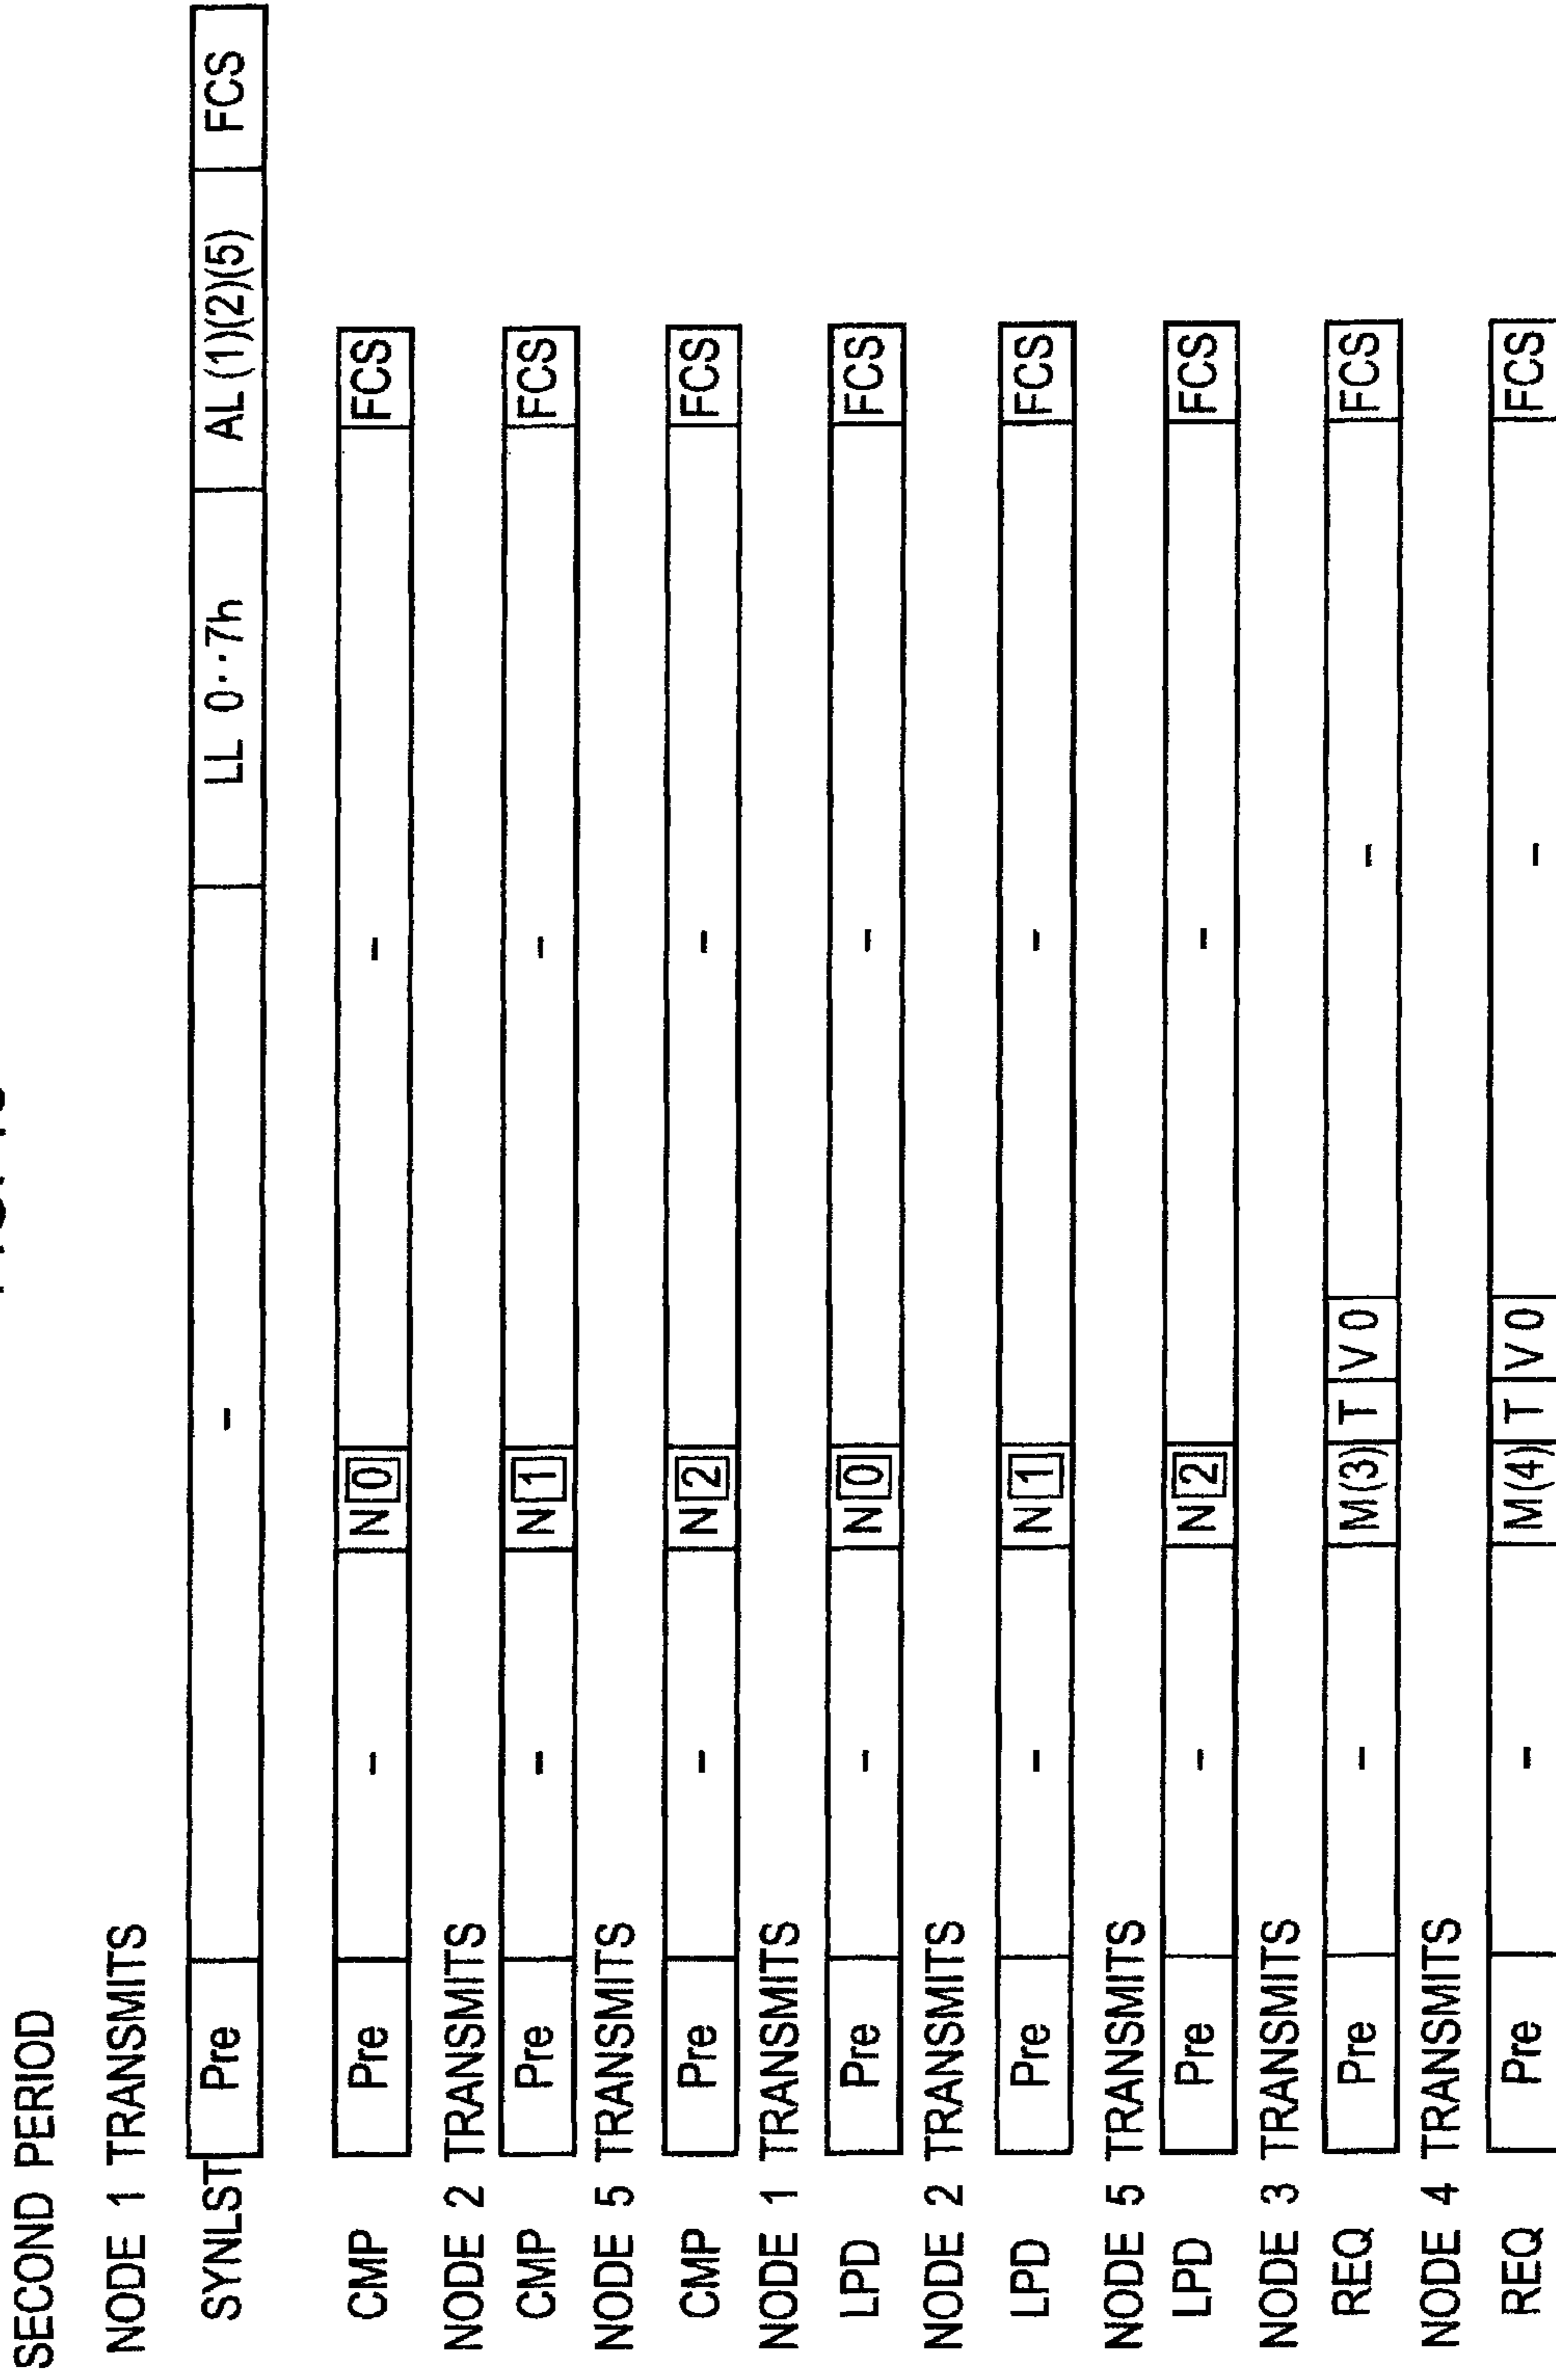 SECOND PERIOD
NODE 1 TRANSMITS
SYNLST Pre - LL 0··7h AL(1)(2)(5) FCS
CMP Pre - N 0 - FCS
NODE 2 TRANSMITS
CMP Pre - N 1 - FCS
NODE 5 TRANSMITS
CMP Pre - N 2 - FCS
NODE 1 TRANSMITS
LPD Pre - N 0 - FCS
NODE 2 TRANSMITS
LPD Pre - N 1 - FCS
NODE 5 TRANSMITS
LPD Pre - N 2 - FCS
NODE 3 TRANSMITS
REQ Pre - M(3) T V 0 - FCS
NODE 4 TRANSMITS
REQ Pre - M(4) T V 0 - FCS